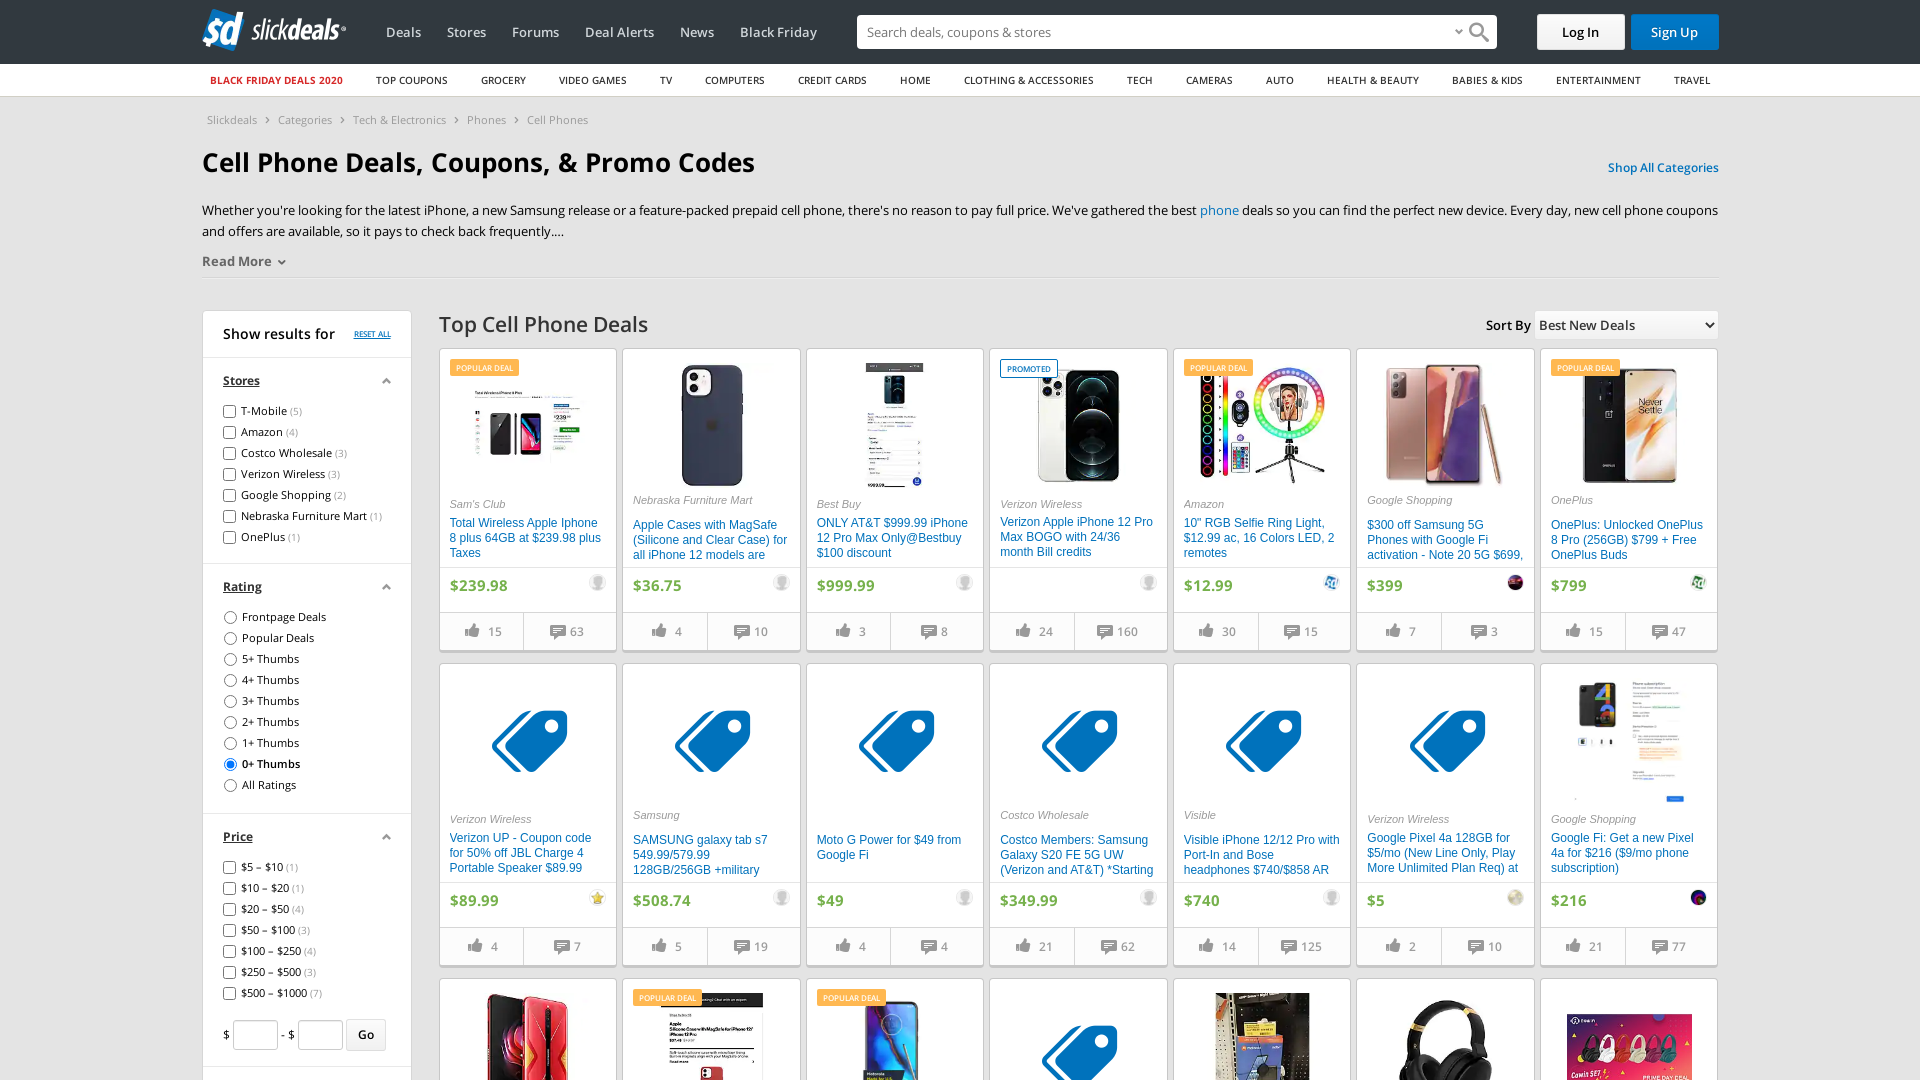 slickdeals
Deals
Stores
Forums
Deal Alerts
News
Black Friday
Search deals, coupons & stores
Log In
Sign Up
BLACK FRIDAY DEALS 2020
TOP COUPONS
GROCERY
VIDEO GAMES
TV
COMPUTERS
CREDIT CARDS
HOME
CLOTHING & ACCESSORIES
TECH
CAMERAS
AUTO
HEALTH & BEAUTY
BABIES & KIDS
ENTERTAINMENT
TRAVEL
Slickdeals > Categories > Tech & Electronics > Phones > Cell Phones
Cell Phone Deals, Coupons, & Promo Codes
Shop All Categories
Whether you're looking for the latest iPhone, a new Samsung release or a feature-packed prepaid cell phone, there's no reason to pay full price. We've gathered the best phone deals so you can find the perfect new device. Every day, new cell phone coupons
and offers are available, so it pays to check back frequently....
Read More
Show results for
RESET ALL
Stores
T-Mobile (5)
Amazon (4)
Costco Wholesale (3)
Verizon Wireless (3)
Google Shopping (2)
Nebraska Furniture Mart (1)
OnePlus (1)
Rating
Frontpage Deals
Popular Deals
5+ Thumbs
4+ Thumbs
3+ Thumbs
2+ Thumbs
1+ Thumbs
0+ Thumbs
All Ratings
Price
$5 – $10 (1)
$10 – $20 (1)
$20 – $50 (4)
$50 – $100 (3)
$100 – $250 (4)
$250 – $500 (3)
$500 – $1000 (7)
$ - $ Go
Top Cell Phone Deals
Sort By Best New Deals
POPULAR DEAL
Sam's Club
Total Wireless Apple Iphone
8 plus 64GB at $239.98 plus
Taxes
$239.98
15 63
Nebraska Furniture Mart
Apple Cases with MagSafe
(Silicone and Clear Case) for
all iPhone 12 models are
$36.75
4 10
Best Buy
ONLY AT&T $999.99 iPhone
12 Pro Max Only@Bestbuy
$100 discount
$999.99
3 8
PROMOTED
Verizon Wireless
Verizon Apple iPhone 12 Pro
Max BOGO with 24/36
month Bill credits
24 160
POPULAR DEAL
Amazon
10" RGB Selfie Ring Light,
$12.99 ac, 16 Colors LED, 2
remotes
$12.99
30 15
Google Shopping
$300 off Samsung 5G
Phones with Google Fi
activation - Note 20 5G $699,
$399
7 3
POPULAR DEAL
Never
Settle
OnePlus
OnePlus: Unlocked OnePlus
8 Pro (256GB) $799 + Free
OnePlus Buds
$799
15 47
Verizon Wireless
Verizon UP - Coupon code
for 50% off JBL Charge 4
Portable Speaker $89.99
$89.99
4 7
Samsung
SAMSUNG galaxy tab s7
549.99/579.99
128GB/256GB +military
$508.74
5 19
Moto G Power for $49 from
Google Fi
$49
4 4
Costco Wholesale
Costco Members: Samsung
Galaxy S20 FE 5G UW
(Verizon and AT&T) *Starting
$349.99
21 62
Visible
Visible iPhone 12/12 Pro with
Port-In and Bose
headphones $740/$858 AR
$740
14 125
Verizon Wireless
Google Pixel 4a 128GB for
$5/mo (New Line Only, Play
More Unlimited Plan Req) at
$5
2 10
Google Shopping
Google Fi: Get a new Pixel
4a for $216 ($9/mo phone
subscription)
$216
21 77
POPULAR DEAL
Apple
POPULAR DEAL
Cowin SE7
PRIME DAY DEAL